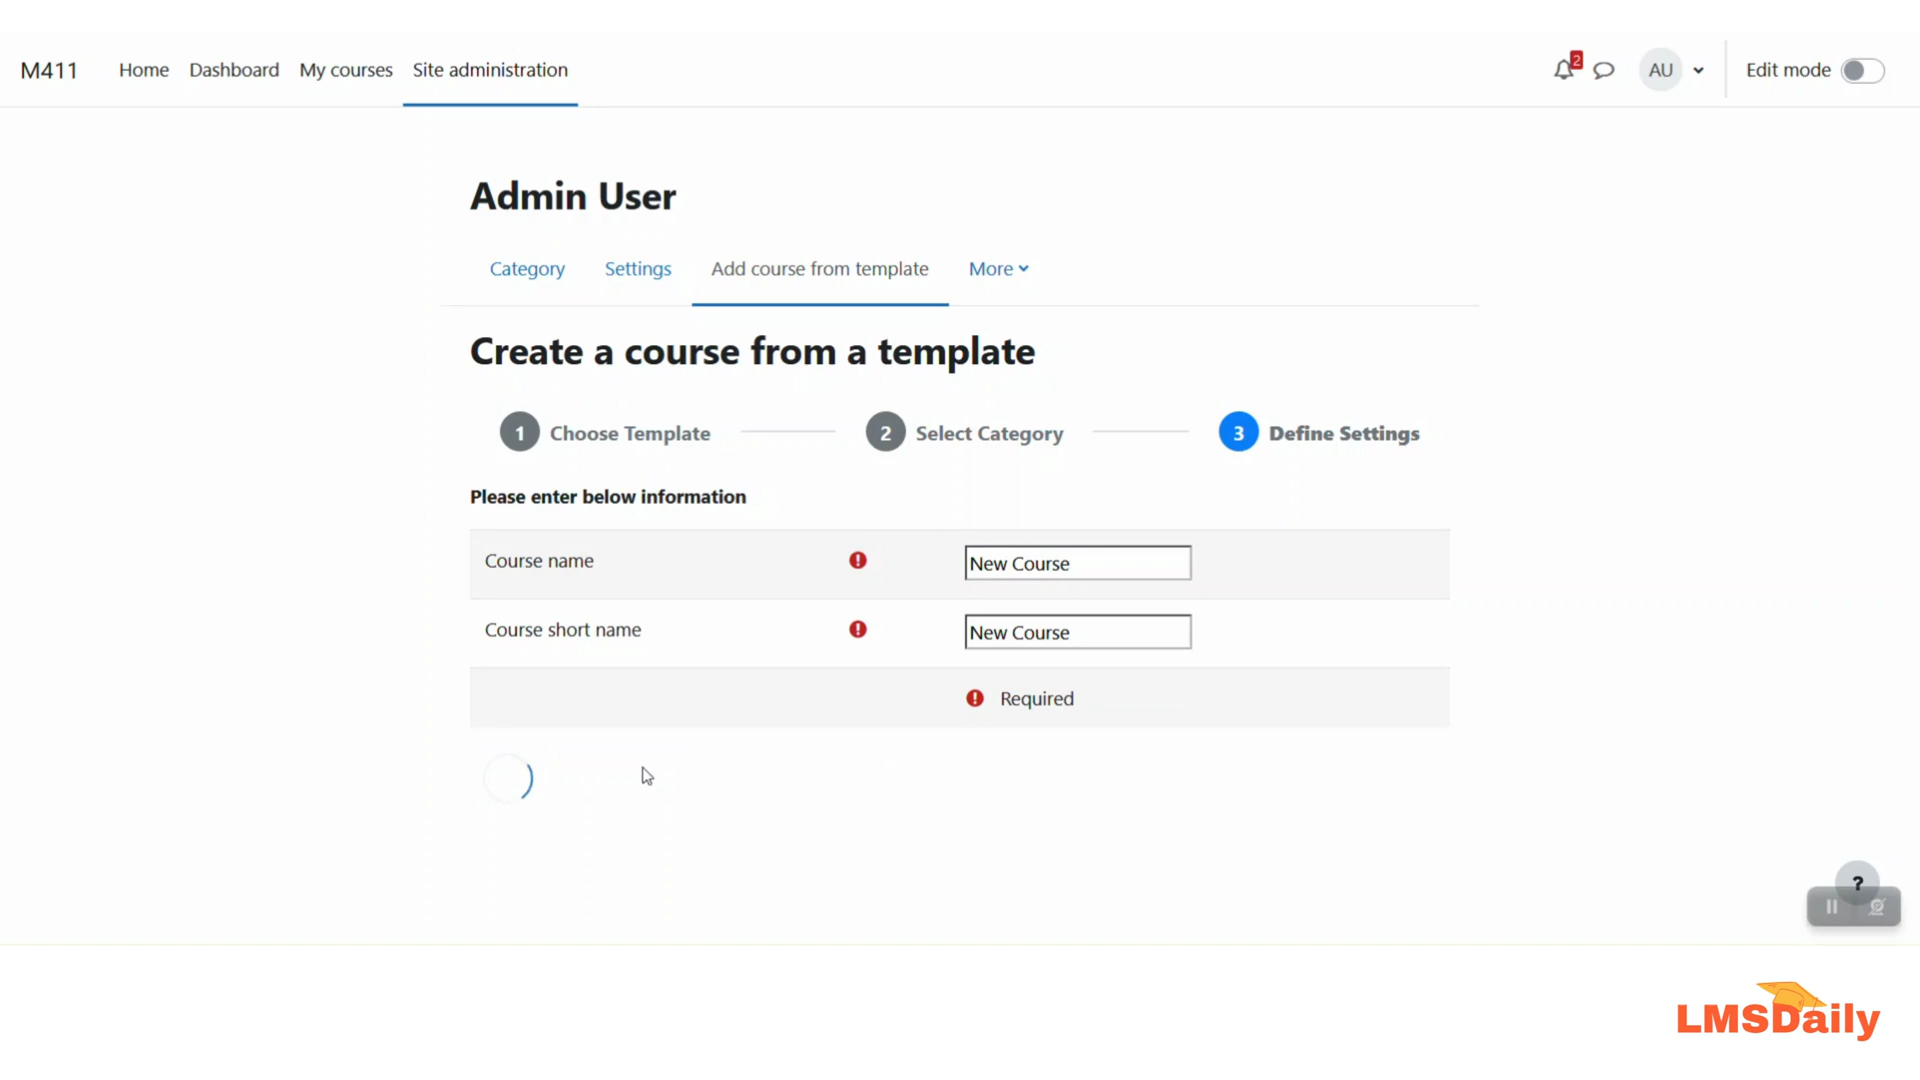 M411 Home Dashboard My courses Site administration 2 AU Edit mode
Admin User
Category Settings Add course from template More
Create a course from a template
1 Choose Template 2 Select Category 3 Define Settings
Please enter below information
Course name New Course
Course short name New Course
Required
?
LMSDaily